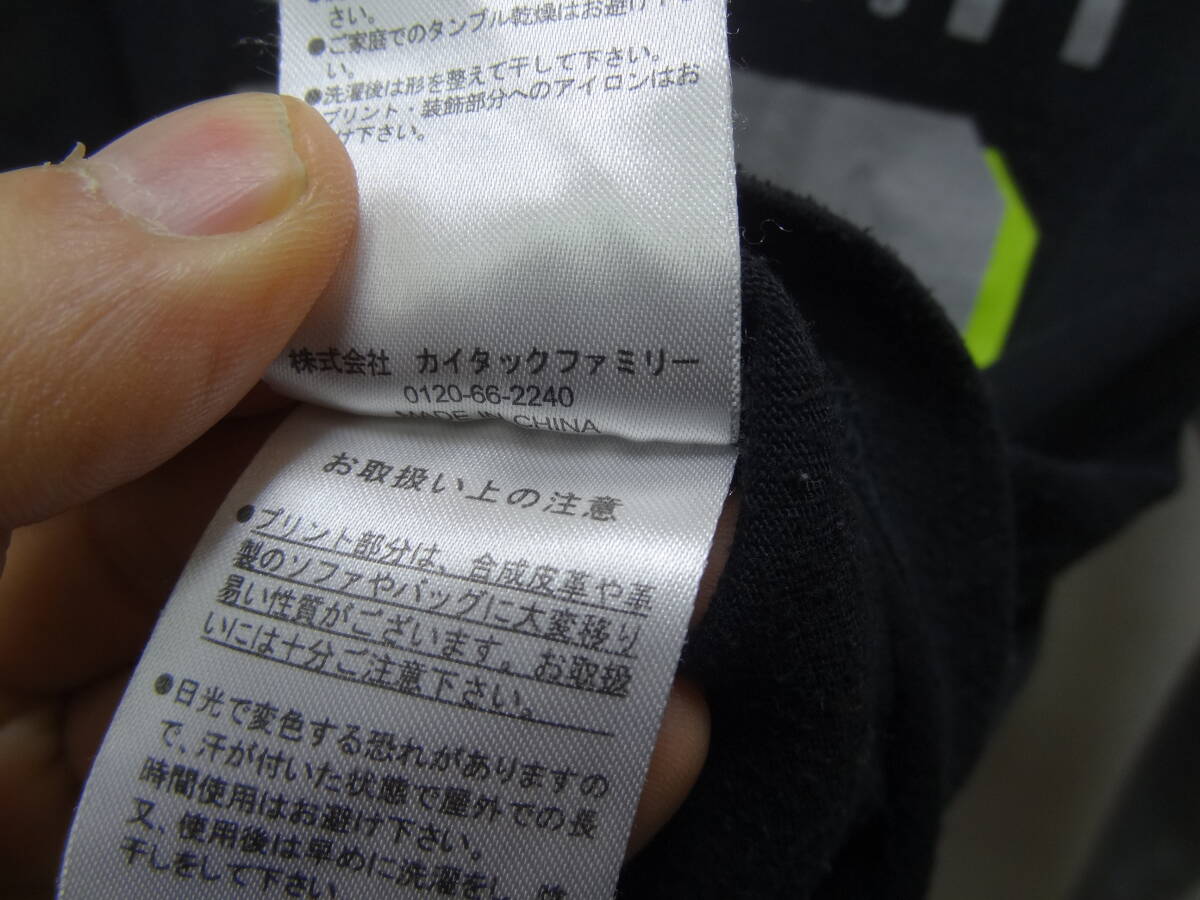 さい。
●ご家庭でのタンブル乾燥はお避け下さ
い。
●洗濯後は形を整えて干して下さい。
プリント・装飾部分へのアイロンはお
け下さい。
株式会社 カイタックファミリー
0120-66-2240
MADE IN CHINA
お取扱い上の注意
●プリント部分は、合成皮革や革
製のソファやバッグに大変移り
易い性質がございます。お取扱
いには十分ご注意下さい。
●日光で変色する恐れがありますの
で、汗が付いた状態で屋外での長
時間使用はお避け下さい。
又、使用後は早めに洗濯をし、陰
干しをして下さい